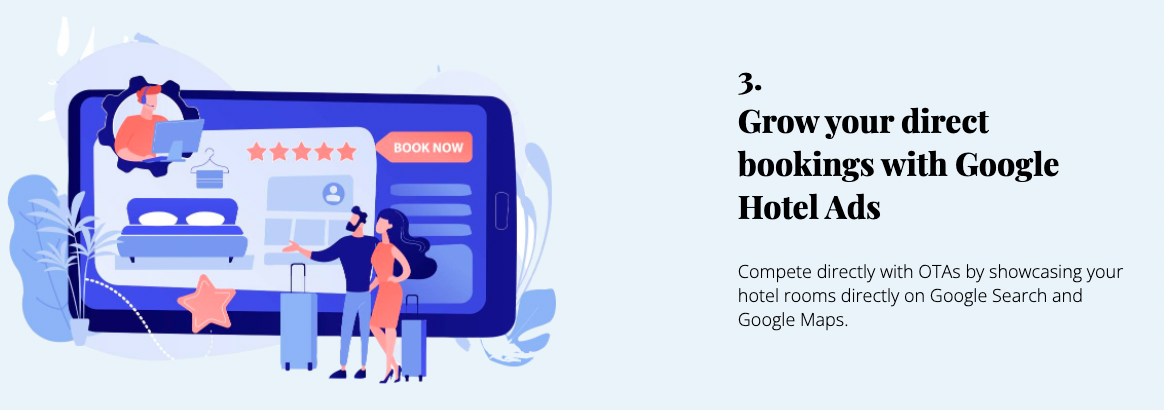 BOOK NOW
3.
Grow your direct
bookings with Google
Hotel Ads
Compete directly with OTAs by showcasing your
hotel rooms directly on Google Search and
Google Maps.